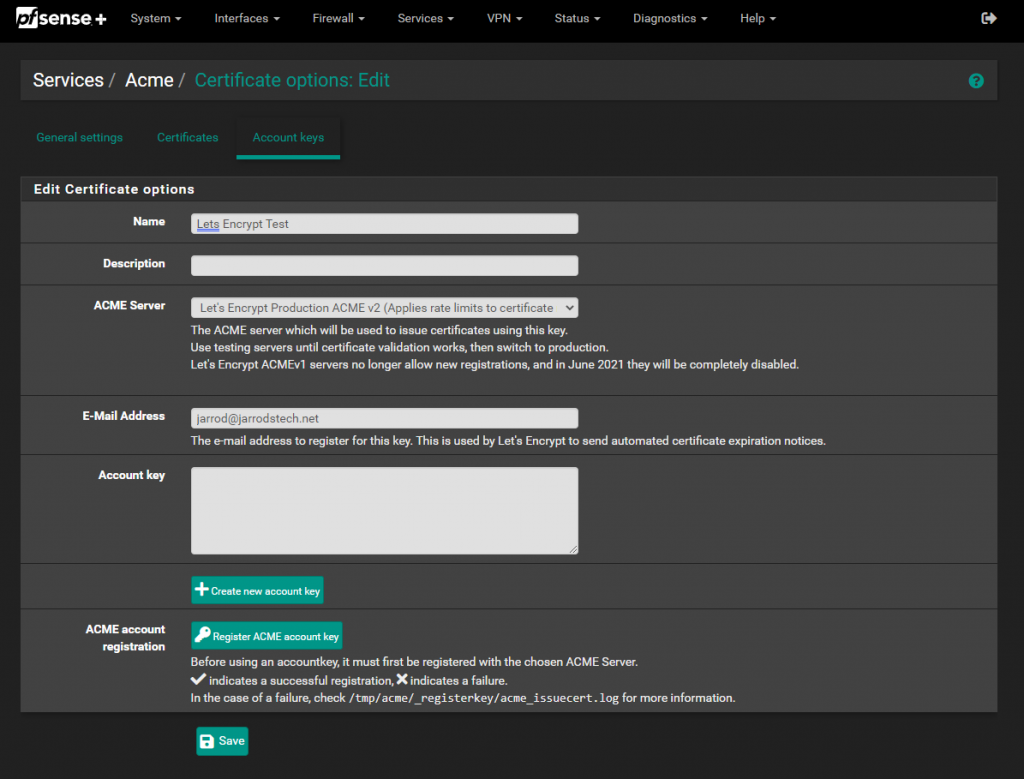 pfsense +
System Interfaces Firewall Services VPN Status Diagnostics Help
Services / Acme / Certificate options: Edit
?
General settings Certificates Account keys
Edit Certificate options
Name
Lets Encrypt Test
Description
ACME Server
Let's Encrypt Production ACME v2 (Applies rate limits to certificate
The ACME server which will be used to issue certificates using this key.
Use testing servers until certificate validation works, then switch to production.
Let's Encrypt ACMEv1 servers no longer allow new registrations, and in June 2021 they will be completely disabled.
E-Mail Address
jarrod@jarrodstech.net
The e-mail address to register for this key. This is used by Let's Encrypt to send automated certificate expiration notices.
Account key
Create new account key
ACME account
registration
Register ACME account key
Before using an accountkey, it must first be registered with the chosen ACME Server.
✔ indicates a successful registration, ✖ indicates a failure.
In the case of a failure, check /tmp/acme/_registerkey/acme_issuecert.log for more information.
Save